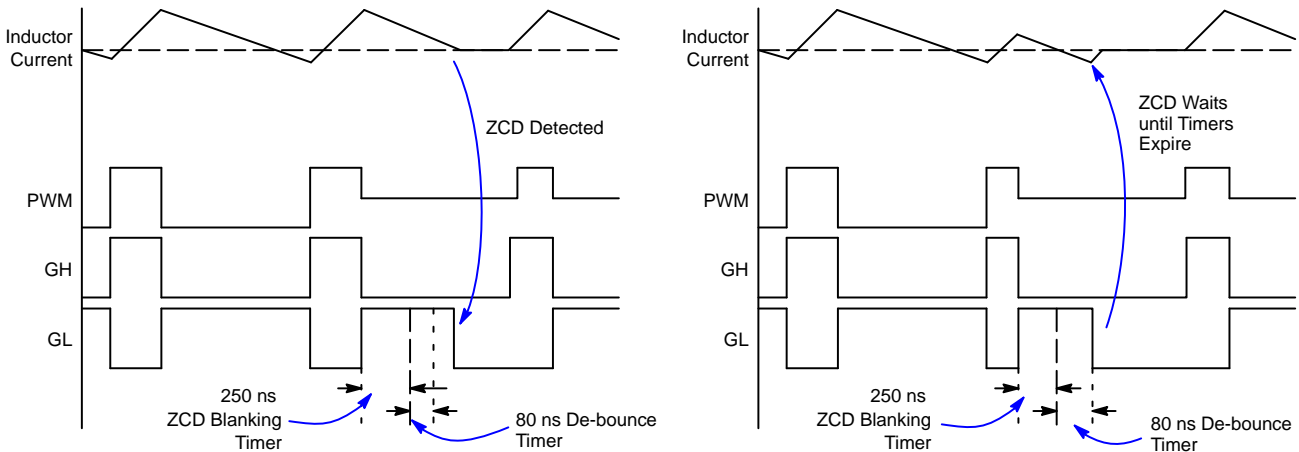 Inductor
Current
ZCD Detected
PWM
GH
GL
250 ns
ZCD Blanking
Timer
80 ns De-bounce
Timer
Inductor
Current
ZCD Waits
until Timers
Expire
PWM
GH
GL
250 ns
ZCD Blanking
Timer
80 ns De-bounce
Timer